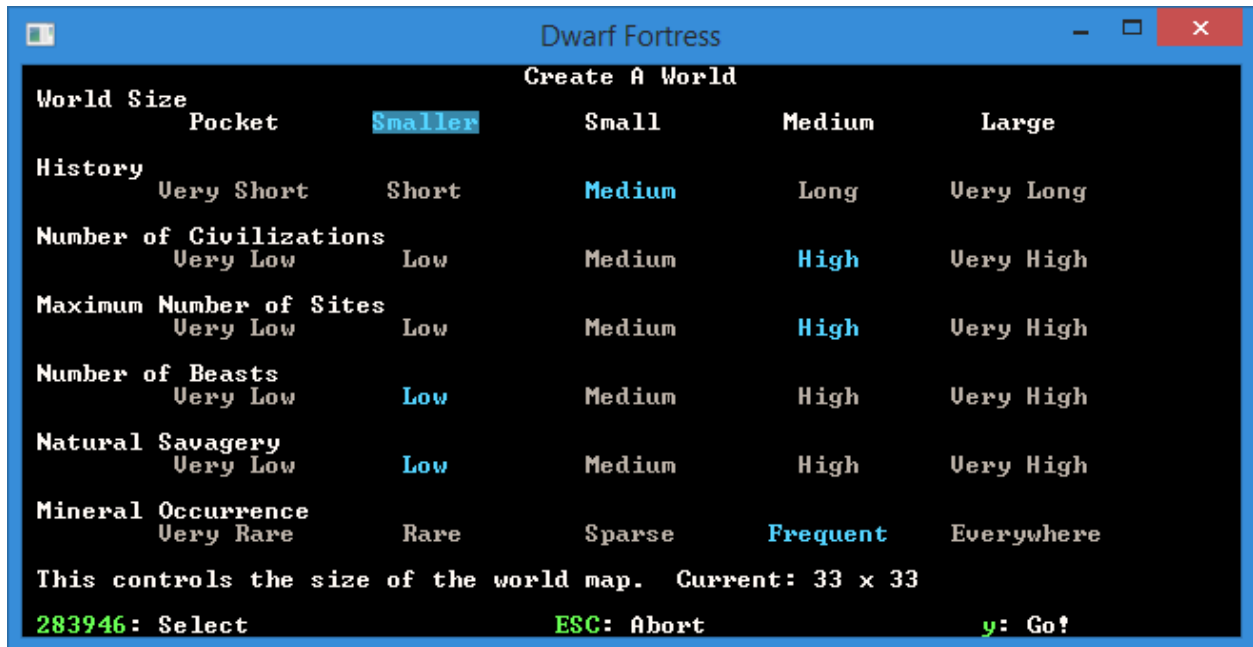 Dwarf Fortress
Create A World
World Size
Pocket Smaller Small Medium Large
History
Very Short Short Medium Long Very Long
Number of Civilizations
Very Low Low Medium High Very High
Maximum Number of Sites
Very Low Low Medium High Very High
Number of Beasts
Very Low Low Medium High Very High
Natural Savagery
Very Low Low Medium High Very High
Mineral Occurrence
Very Rare Rare Sparse Frequent Everywhere
This controls the size of the world map. Current: 33 x 33
283946: Select ESC: Abort y: Go!